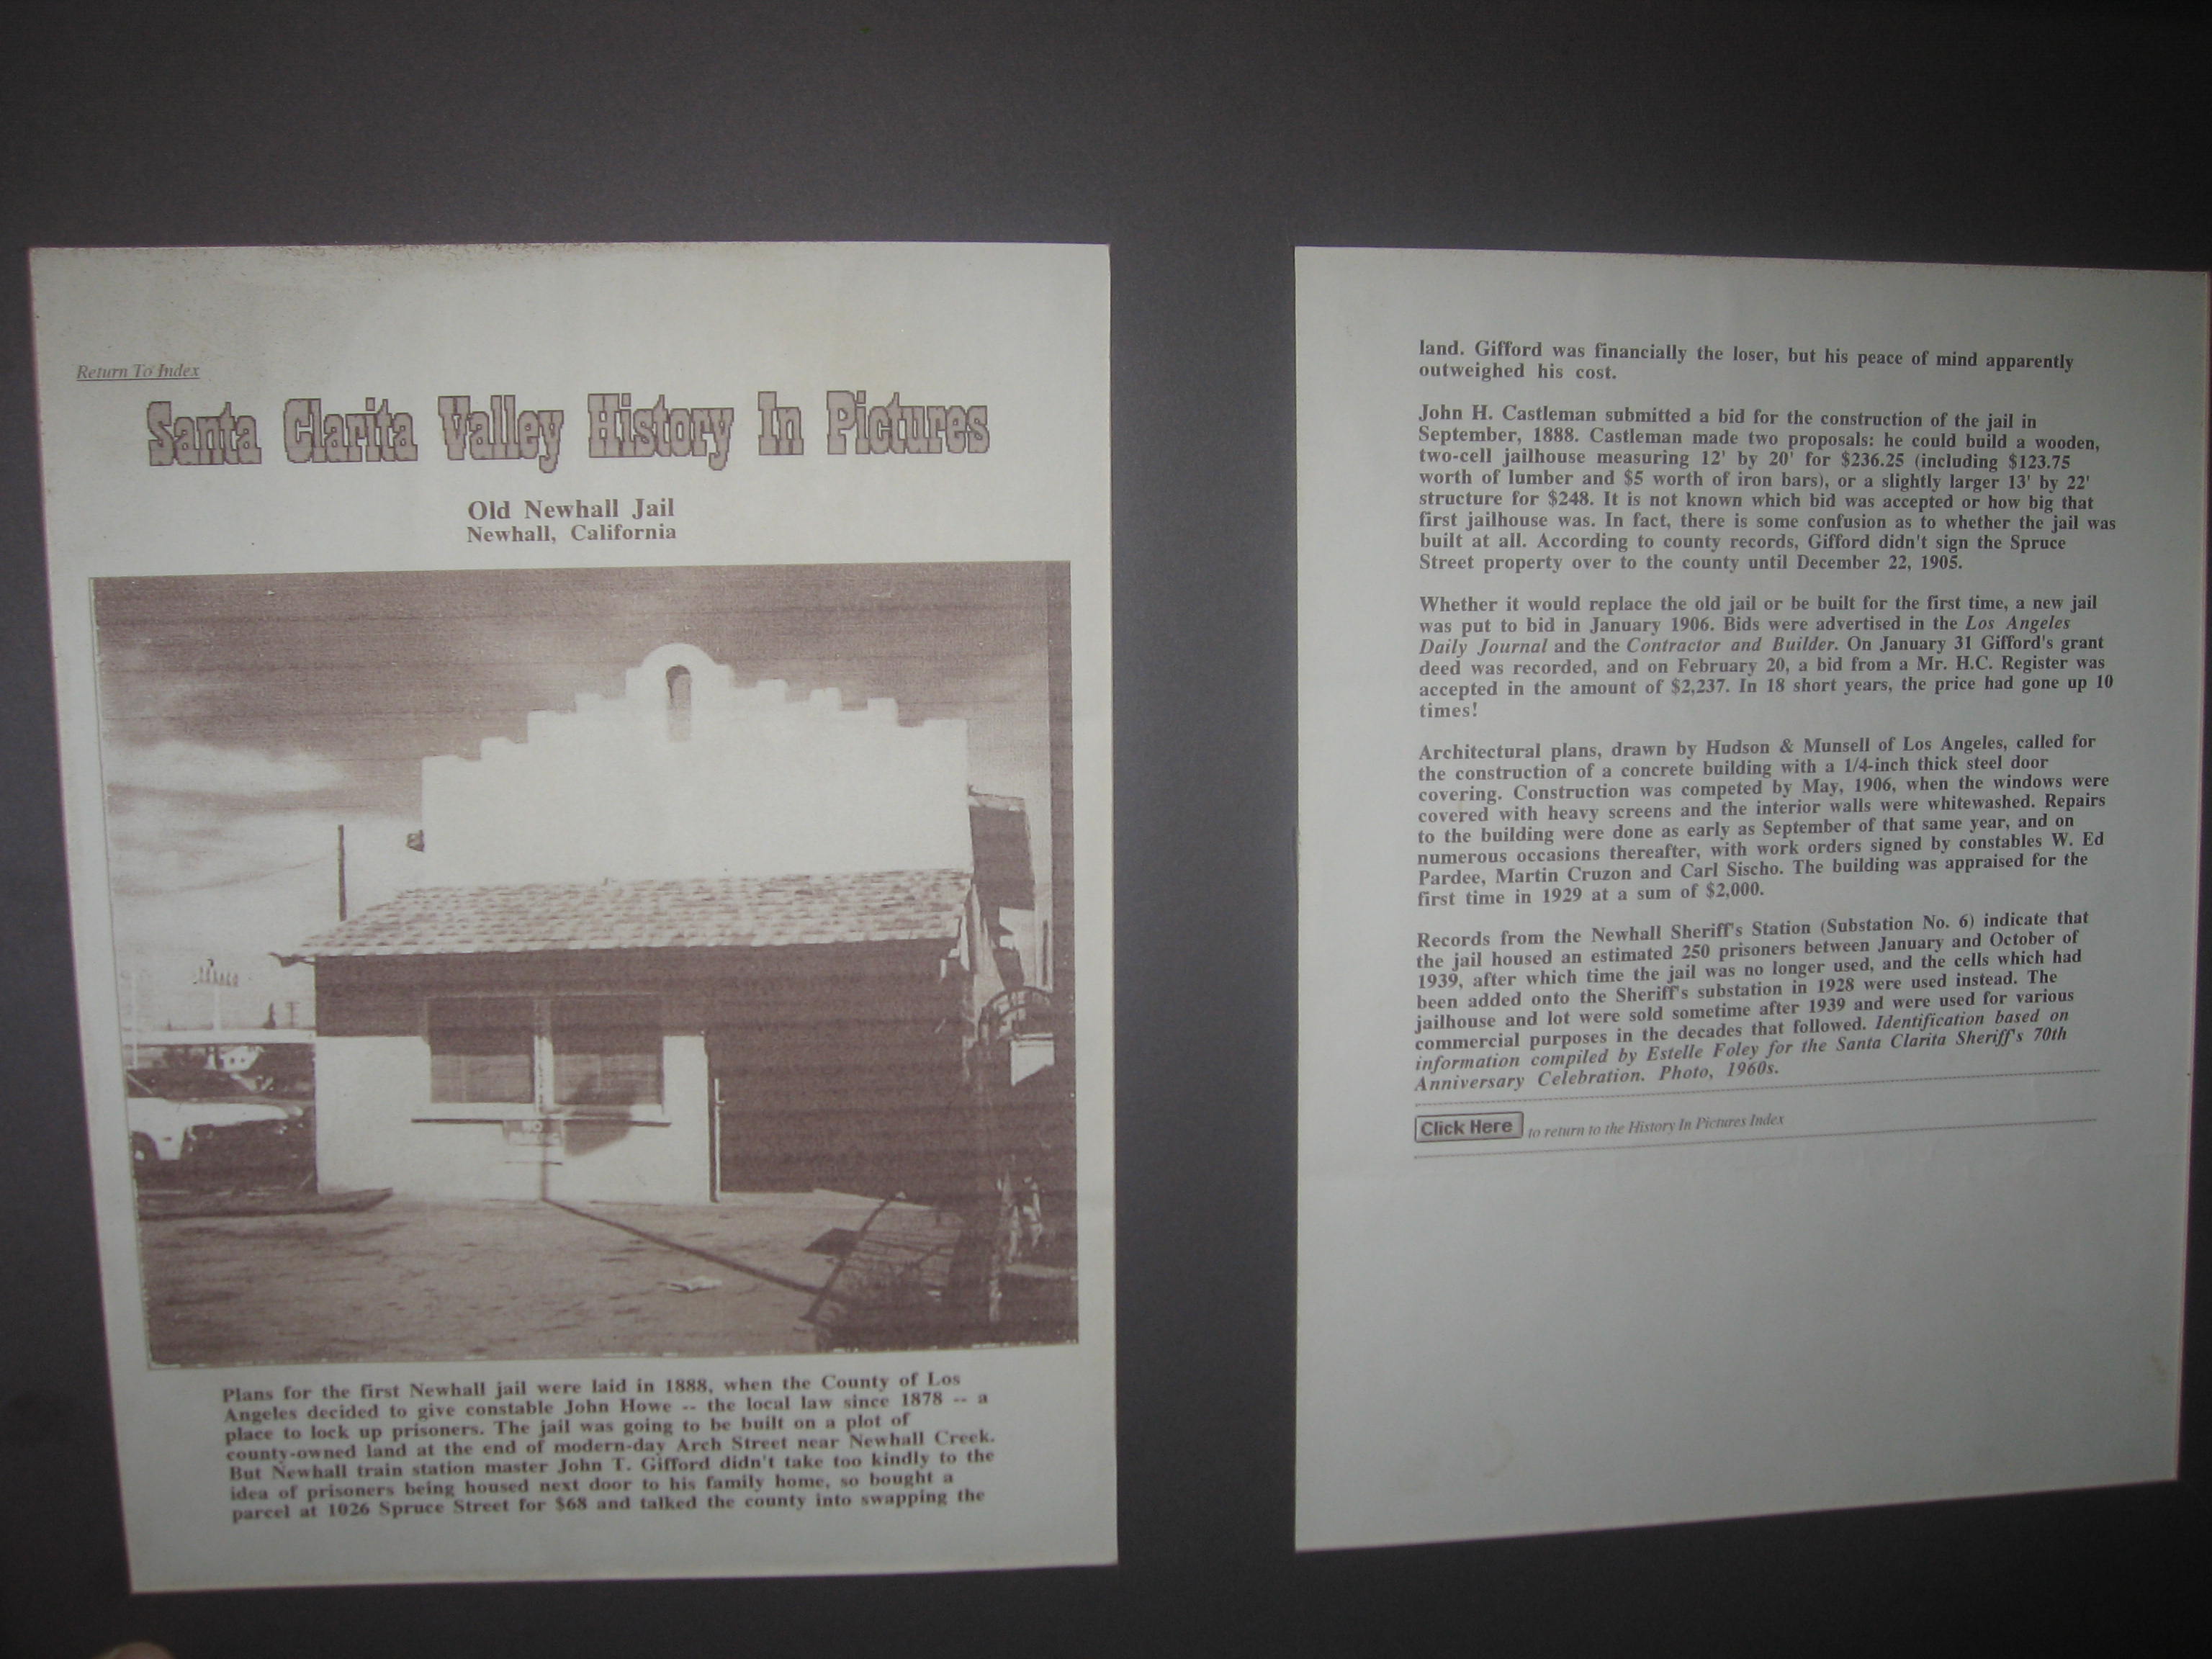 Return To Index
Santa Clarita Valley History In Pictures
Old Newhall Jail
Newhall, California
NO
Plans for the first Newhall jail were laid in 1888, when the County of Los
Angeles decided to give constable John Howe -- the local law since 1878 -- a
place to lock up prisoners. The jail was going to be built on a plot of
county-owned land at the end of modern-day Arch Street near Newhall Creek.
But Newhall train station master John T. Gifford didn't take too kindly to the
idea of prisoners being housed next door to his family home, so bought a
parcel at 1026 Spruce Street for $68 and talked the county into swapping the
land. Gifford was financially the loser, but his peace of mind apparently
outweighed his cost.
John H. Castleman submitted a bid for the construction of the jail in
September, 1888. Castleman made two proposals: he could build a wooden,
two-cell jailhouse measuring 12' by 20' for $236.25 (including $123.75
worth of lumber and $5 worth of iron bars), or a slightly larger 13' by 22'
structure for $248. It is not known which bid was accepted or how big that
first jailhouse was. In fact, there is some confusion as to whether the jail was
built at all. According to county records, Gifford didn't sign the Spruce
Street property over to the county until December 22, 1905.
Whether it would replace the old jail or be built for the first time, a new jail
was put to bid in January 1906. Bids were advertised in the Los Angeles
Daily Journal and the Contractor and Builder. On January 31 Gifford's grant
deed was recorded, and on February 20, a bid from a Mr. H.C. Register was
accepted in the amount of $2,237. In 18 short years, the price had gone up 10
times!
Architectural plans, drawn by Hudson & Munsell of Los Angeles, called for
the construction of a concrete building with a 1/4-inch thick steel door
covering. Construction was competed by May, 1906, when the windows were
covered with heavy screens and the interior walls were whitewashed. Repairs
to the building were done as early as September of that same year, and on
numerous occasions thereafter, with work orders signed by constables W. Ed
Pardee, Martin Cruzon and Carl Sischo. The building was appraised for the
first time in 1929 at a sum of $2,000.
Records from the Newhall Sheriff's Station (Substation No. 6) indicate that
the jail housed an estimated 250 prisoners between January and October of
1939, after which time the jail was no longer used, and the cells which had
been added onto the Sheriff's substation in 1928 were used instead. The
jailhouse and lot were sold sometime after 1939 and were used for various
commercial purposes in the decades that followed. Identification based on
information compiled by Estelle Foley for the Santa Clarita Sheriff's 70th
Anniversary Celebration. Photo, 1960s.
Click Here to return to the History In Pictures Index